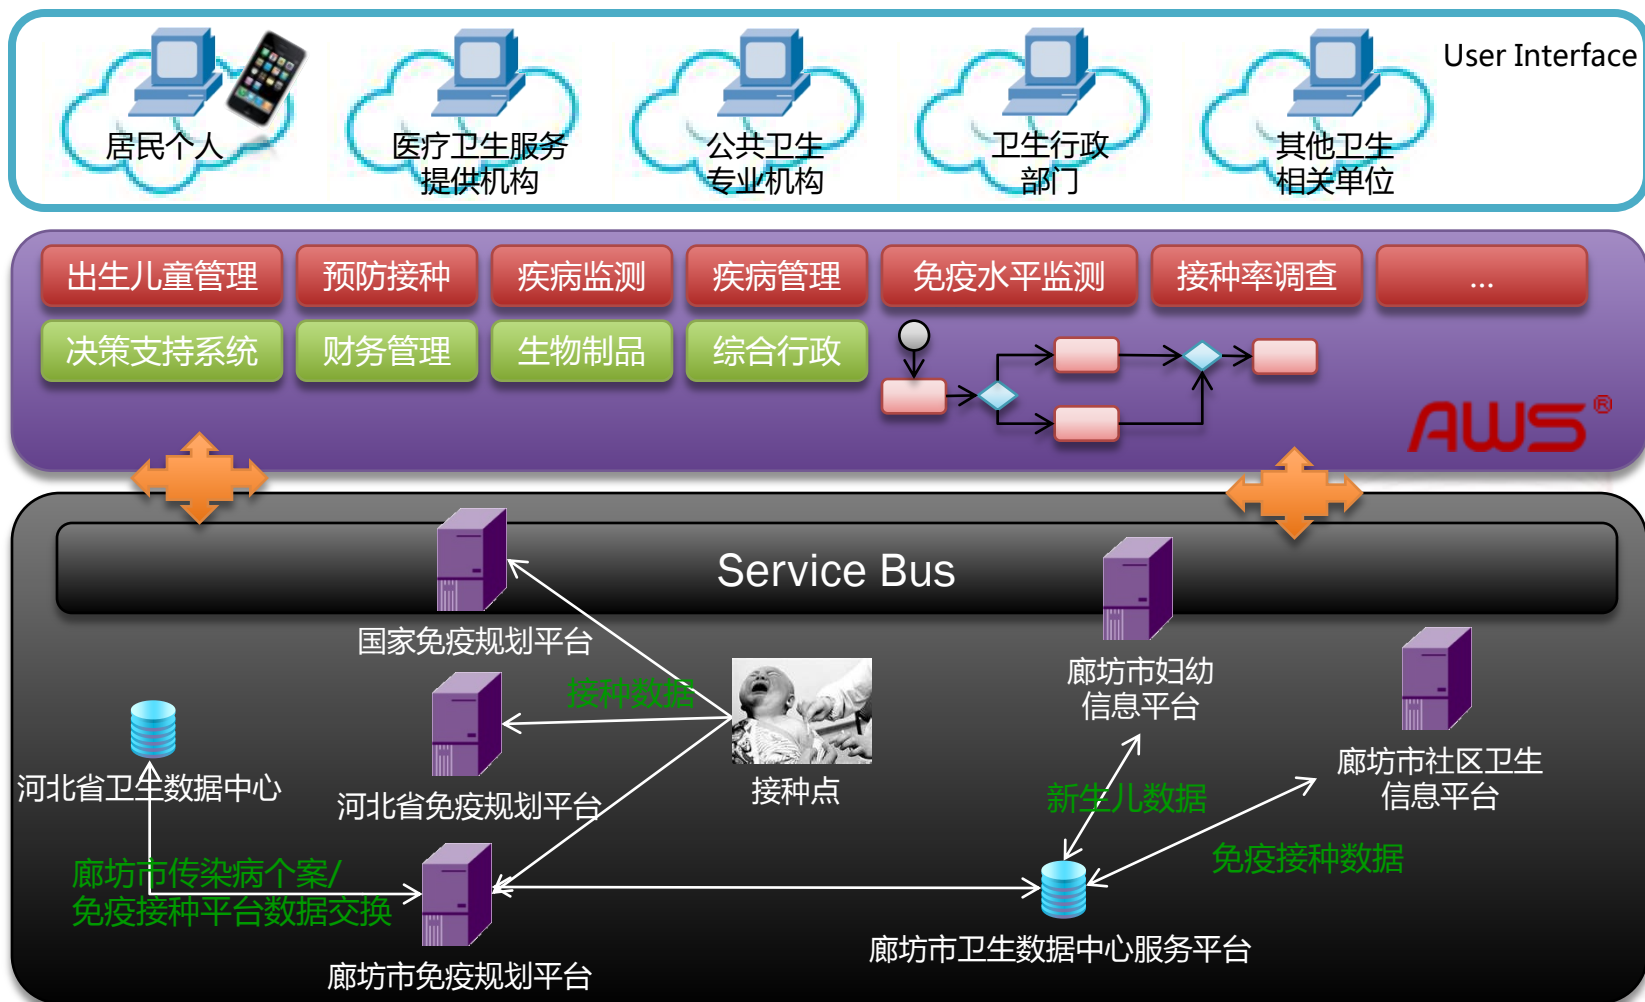 User Interface
居民个人
医疗卫生服务
提供机构
公共卫生
专业机构
卫生行政
部门
其他卫生
相关单位
出生儿童管理
预防接种
疾病监测
疾病管理
免疫水平监测
接种率调查
...
决策支持系统
财务管理
生物制品
综合行政
AWS®
Service Bus
国家免疫规划平台
接种数据
廊坊市妇幼
信息平台
河北省卫生数据中心
河北省免疫规划平台
接种点
廊坊市社区卫生
信息平台
新生儿数据
免疫接种数据
廊坊市传染病个案/
免疫接种平台数据交换
廊坊市免疫规划平台
廊坊市卫生数据中心服务平台